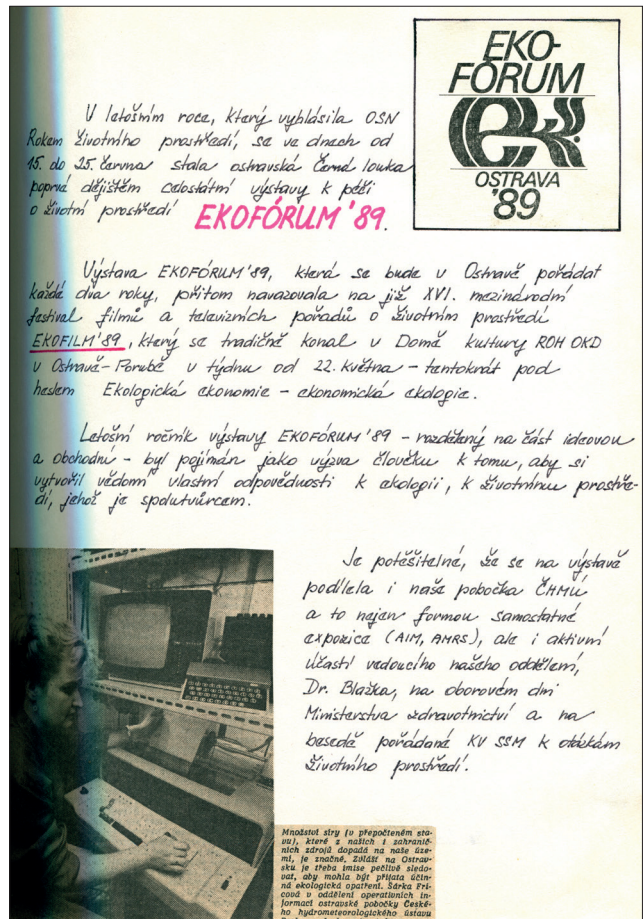 EKO-
FÓRUM
ek
OSTRAVA
'89
V letošním roce, který vyhlásila OSN
Rokem životního prostředí, se ve dnech od
15. do 25. června stala ostravská Černá louka
poprvé dějištěm celostátní výstavy k péči
o životní prostředí EKOFÓRUM '89.
Výstava EKOFÓRUM '89, která se bude v Ostravě pořádat
každé dva roky, přitom navazovala na již XVI. mezinárodní
festival filmů a televizních pořadů o životním prostředí
EKOFILM '89, který se tradičně konal v Domě kultury ROH OKD
v Ostravě-Porubě v týdnu od 22. května – tentokrát pod
heslem Ekologická ekonomie – ekonomická ekologie.
Letošní ročník výstavy EKOFÓRUM '89 – rozdělený na část ideovou
a obchodní – byl pojímán jako výzva člověku k tomu, aby si
vytvořil vědomí vlastní odpovědnosti k ekologii, k životnímu prostře-
dí, jehož je spolutvůrcem.
Je potěšitelné, že se na výstavě
podílela i naše pobočka ČHMÚ
a to nejen formou samostatné
expozice (AIM, AMRS), ale i aktivní
účastí vedoucího našeho oddělení,
Dr. Blažka, na oborovém dni
Ministerstva zdravotnictví a na
besedě pořádané KV SSM k otázkám
životního prostředí.
Množství síry (v přepočteném sta-
vu), které z našich i zahranič-
ních zdrojů dopadá na naše úze-
mí, je značné. Zvlášť na Ostrav-
sku je třeba imise pečlivě sledo-
vat, aby mohla být přijata účin-
ná ekologická opatření. Šárka Fri-
cová v oddělení operativních in-
formací ostravské pobočky České-
ho hydrometeorologického ústavu